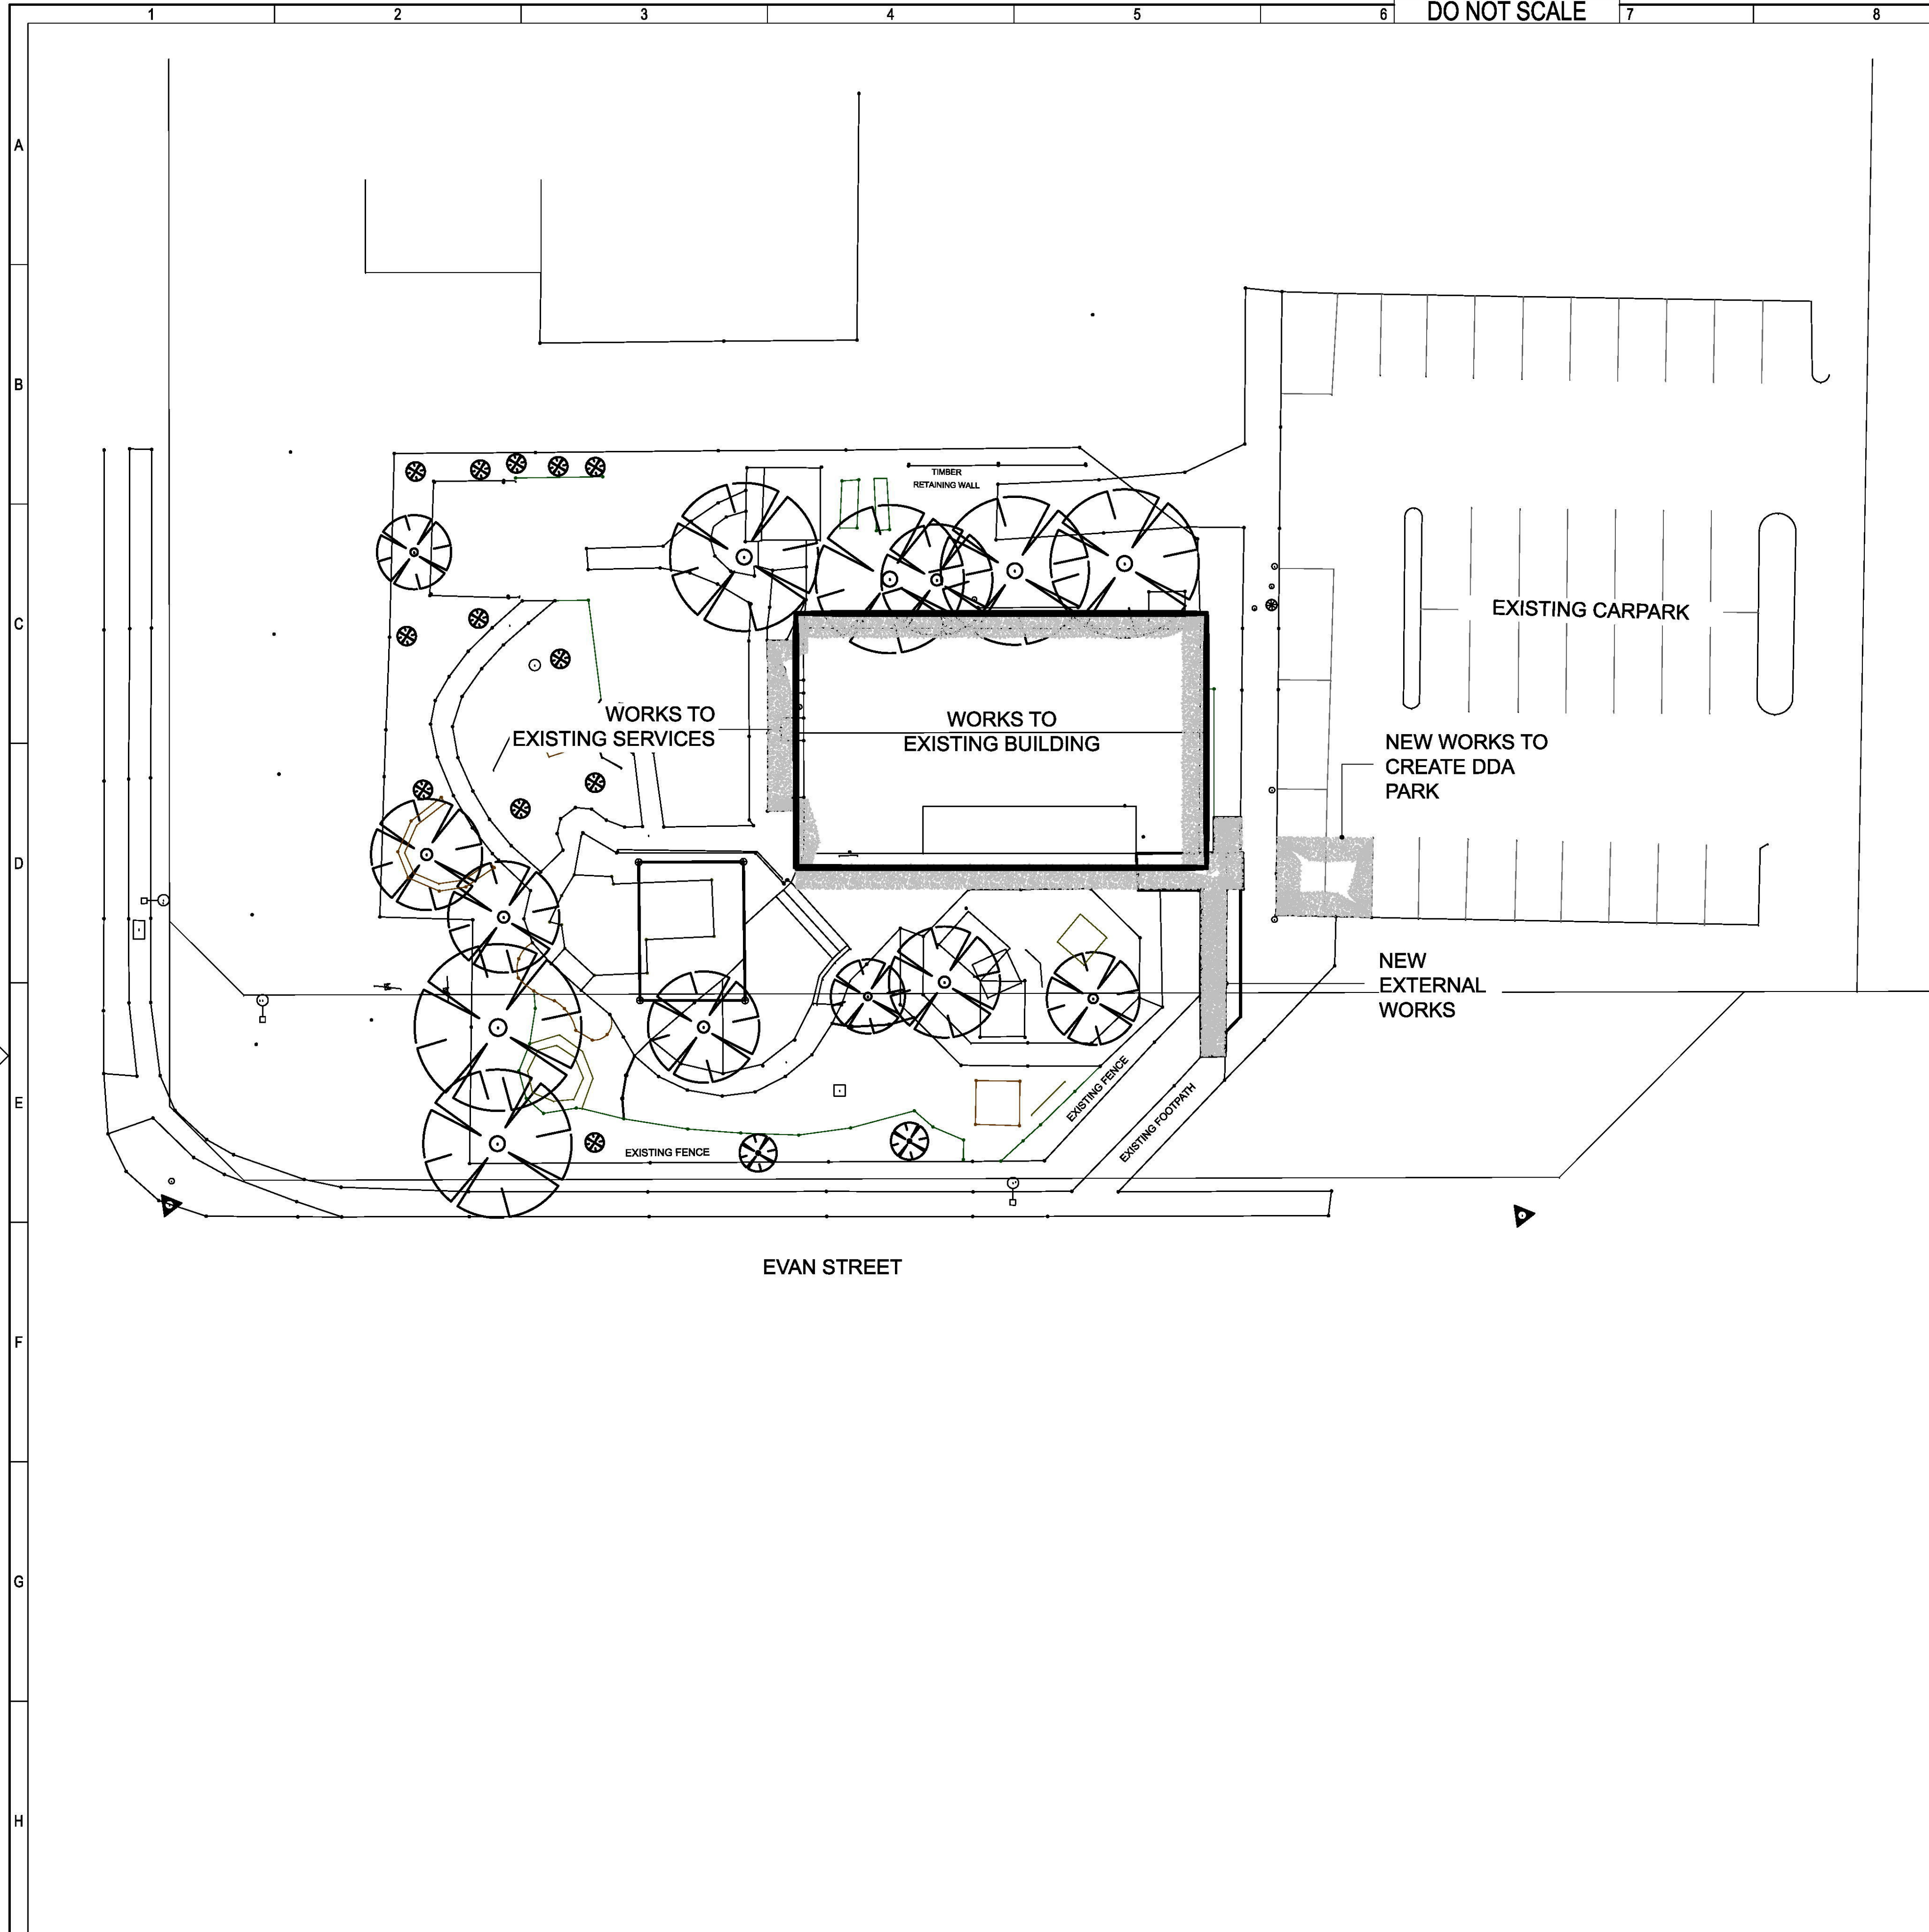 1 2 3 4 5 6 DO NOT SCALE 7 8
A
B
TIMBER
RETAINING WALL
C
EXISTING CARPARK
WORKS TO
EXISTING SERVICES
WORKS TO
EXISTING BUILDING
NEW WORKS TO
CREATE DDA
PARK
D
NEW
EXTERNAL
WORKS
E
EXISTING FENCE
EXISTING FOOTPATH
EXISTING FENCE
EVAN STREET
F
G
H